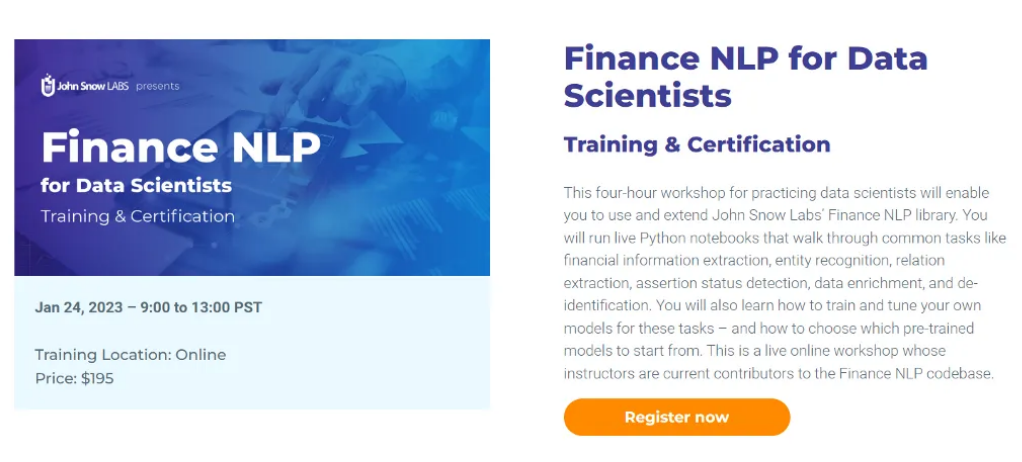 John Snow LABS presents
Finance NLP
for Data Scientists
Training & Certification
Jan 24, 2023 – 9:00 to 13:00 PST
Training Location: Online
Price: $195
Finance NLP for Data
Scientists
Training & Certification
This four-hour workshop for practicing data scientists will enable
you to use and extend John Snow Labs' Finance NLP library. You
will run live Python notebooks that walk through common tasks like
financial information extraction, entity recognition, relation
extraction, assertion status detection, data enrichment, and de-
identification. You will also learn how to train and tune your own
models for these tasks – and how to choose which pre-trained
models to start from. This is a live online workshop whose
instructors are current contributors to the Finance NLP codebase.
Register now